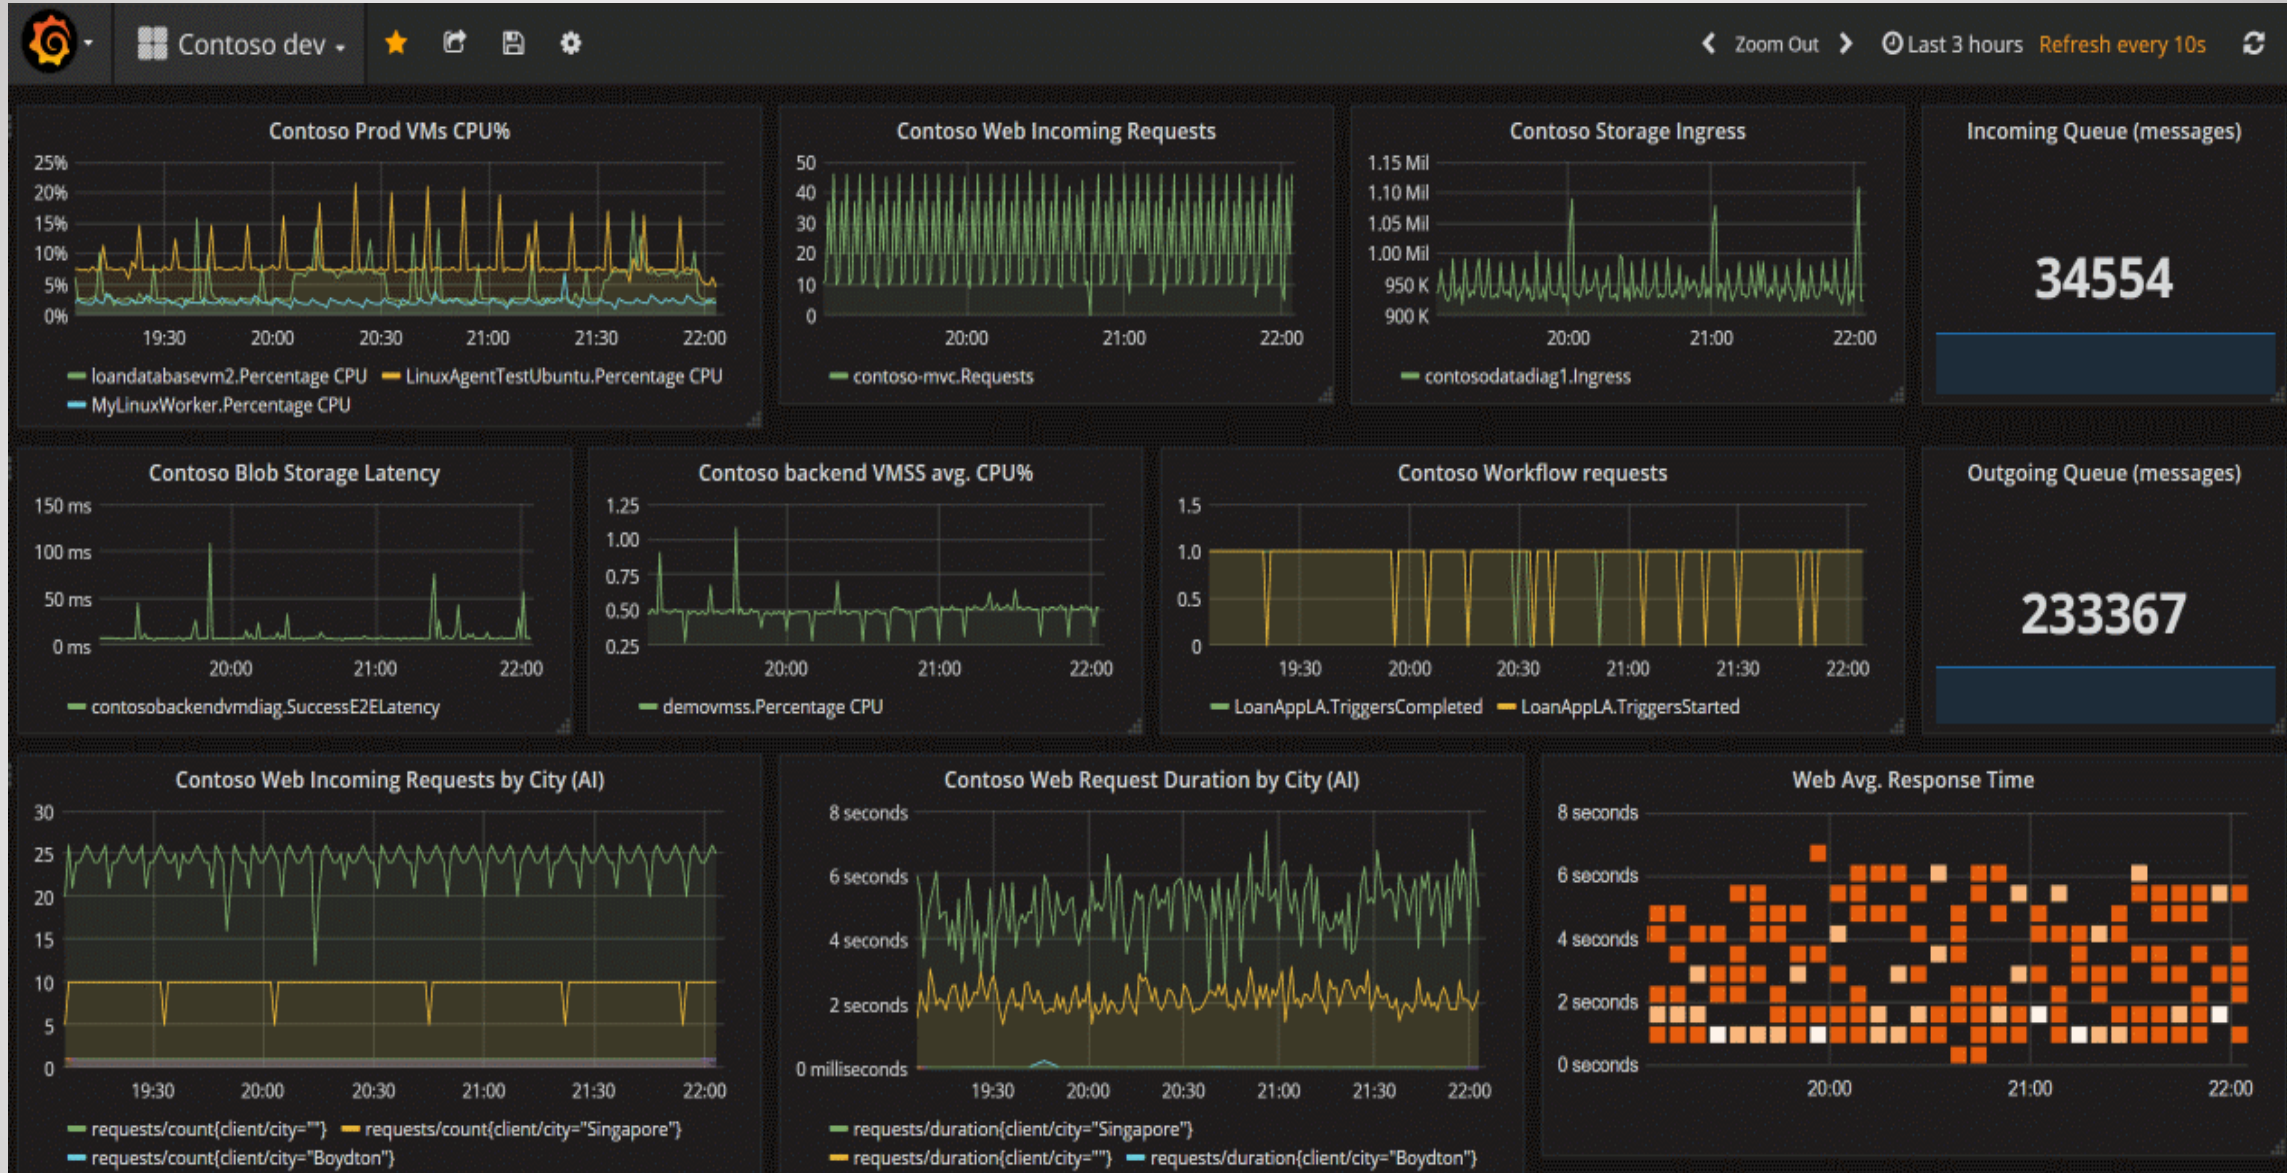 Contoso dev
Zoom Out
Last 3 hours
Refresh every 10s
Contoso Prod VMs CPU%
25%
20%
15%
10%
5%
0%
19:30 20:00 20:30 21:00 21:30 22:00
loandatabasevm2.Percentage CPU LinuxAgentTestUbuntu.Percentage CPU
MyLinuxWorker.Percentage CPU
Contoso Web Incoming Requests
50
40
30
20
10
0
20:00 21:00 22:00
contoso-mvc.Requests
Contoso Storage Ingress
1.15 Mil
1.10 Mil
1.05 Mil
1.00 Mil
950 K
900 K
20:00 21:00 22:00
contosodatadiag1.Ingress
Incoming Queue (messages)
34554
Contoso Blob Storage Latency
150 ms
100 ms
50 ms
0 ms
20:00 21:00 22:00
contosobackendvmdiag.SuccessE2ELatency
Contoso backend VMSS avg. CPU%
1.25
1.00
0.75
0.50
0.25
20:00 21:00 22:00
demovmss.Percentage CPU
Contoso Workflow requests
1.5
1.0
0.5
0
19:30 20:00 20:30 21:00 21:30 22:00
LoanAppLA.TriggersCompleted LoanAppLA.TriggersStarted
Outgoing Queue (messages)
233367
Contoso Web Incoming Requests by City (AI)
30
25
20
15
10
5
0
19:30 20:00 20:30 21:00 21:30 22:00
requests/count{client/city=""} requests/count{client/city="Singapore"}
requests/count{client/city="Boydton"}
Contoso Web Request Duration by City (AI)
8 seconds
6 seconds
4 seconds
2 seconds
0 milliseconds
19:30 20:00 20:30 21:00 21:30 22:00
requests/duration{client/city="Singapore"}
requests/duration{client/city=""} requests/duration{client/city="Boydton"}
Web Avg. Response Time
8 seconds
6 seconds
4 seconds
2 seconds
0 seconds
20:00 21:00 22:00